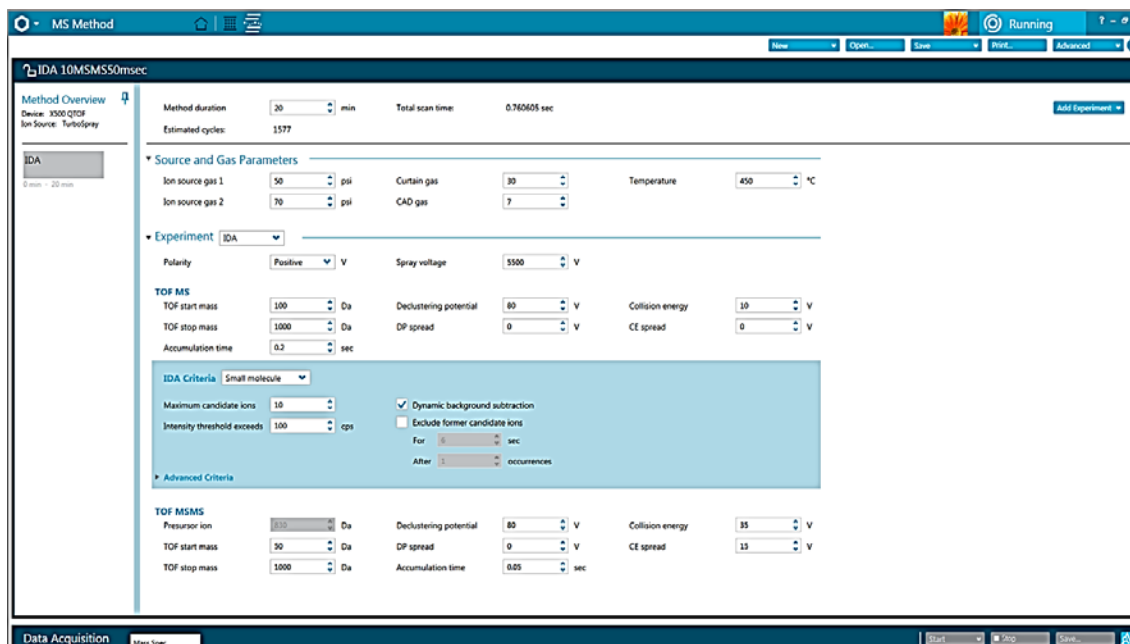 MS Method
Running
? -
New Open... Save Print... Advanced
IDA 10MSMS50msec
Method Overview
Device: X500 QTOF
Ion Source: TurboSpray
IDA
0 min - 20 min
Method duration 20 min Total scan time: 0.760605 sec Add Experiment
Estimated cycles: 1577
Source and Gas Parameters
Ion source gas 1 50 psi Curtain gas 30 Temperature 450 °C
Ion source gas 2 70 psi CAD gas 7
Experiment IDA
Polarity Positive V Spray voltage 5500 V
TOF MS
TOF start mass 100 Da Declustering potential 80 V Collision energy 10 V
TOF stop mass 1000 Da DP spread 0 V CE spread 0 V
Accumulation time 0.2 sec
IDA Criteria Small molecule
Maximum candidate ions 10 Dynamic background subtraction
Intensity threshold exceeds 100 cps Exclude former candidate ions
For 6 sec
After 1 occurrences
Advanced Criteria
TOF MSMS
Presursor ion Da Declustering potential 80 V Collision energy 35 V
TOF start mass 50 Da DP spread 0 V CE spread 15 V
TOF stop mass 1000 Da Accumulation time 0.05 sec
Data Acquisition Mass Spec Start Stop Save...